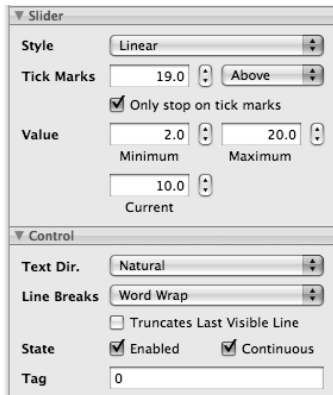 Slider
Style Linear
Tick Marks 19.0 Above
Only stop on tick marks
Value 2.0 20.0
Minimum Maximum
10.0
Current
Control
Text Dir. Natural
Line Breaks Word Wrap
Truncates Last Visible Line
State Enabled Continuous
Tag 0